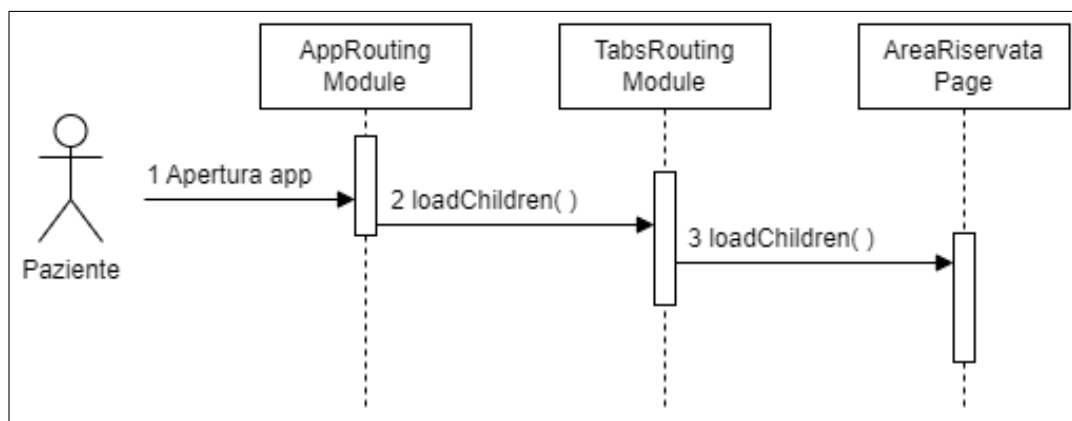 AppRouting
Module
TabsRouting
Module
AreaRiservata
Page
1 Apertura app
2 loadChildren( )
3 loadChildren( )
Paziente